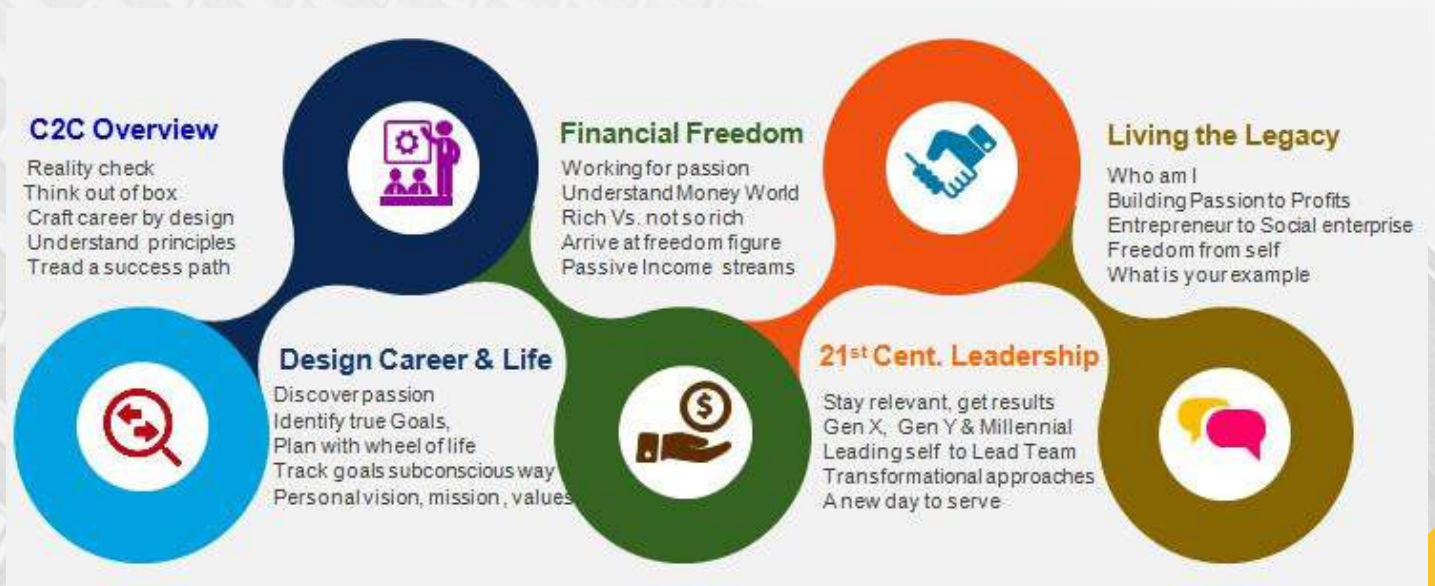 C2C Overview
Reality check
Think out of box
Craft career by design
Understand principles
Tread a success path
Design Career & Life
Discover passion
Identify true Goals,
Plan with wheel of life
Track goals subconscious way
Personal vision, mission , values
Financial Freedom
Working for passion
Understand Money World
Rich Vs. not so rich
Arrive at freedom figure
Passive Income streams
21st Cent. Leadership
Stay relevant, get results
Gen X, Gen Y & Millennial
Leading self to Lead Team
Transformational approaches
A new day to serve
Living the Legacy
Who am I
Building Passion to Profits
Entrepreneur to Social enterprise
Freedom from self
What is your example
$